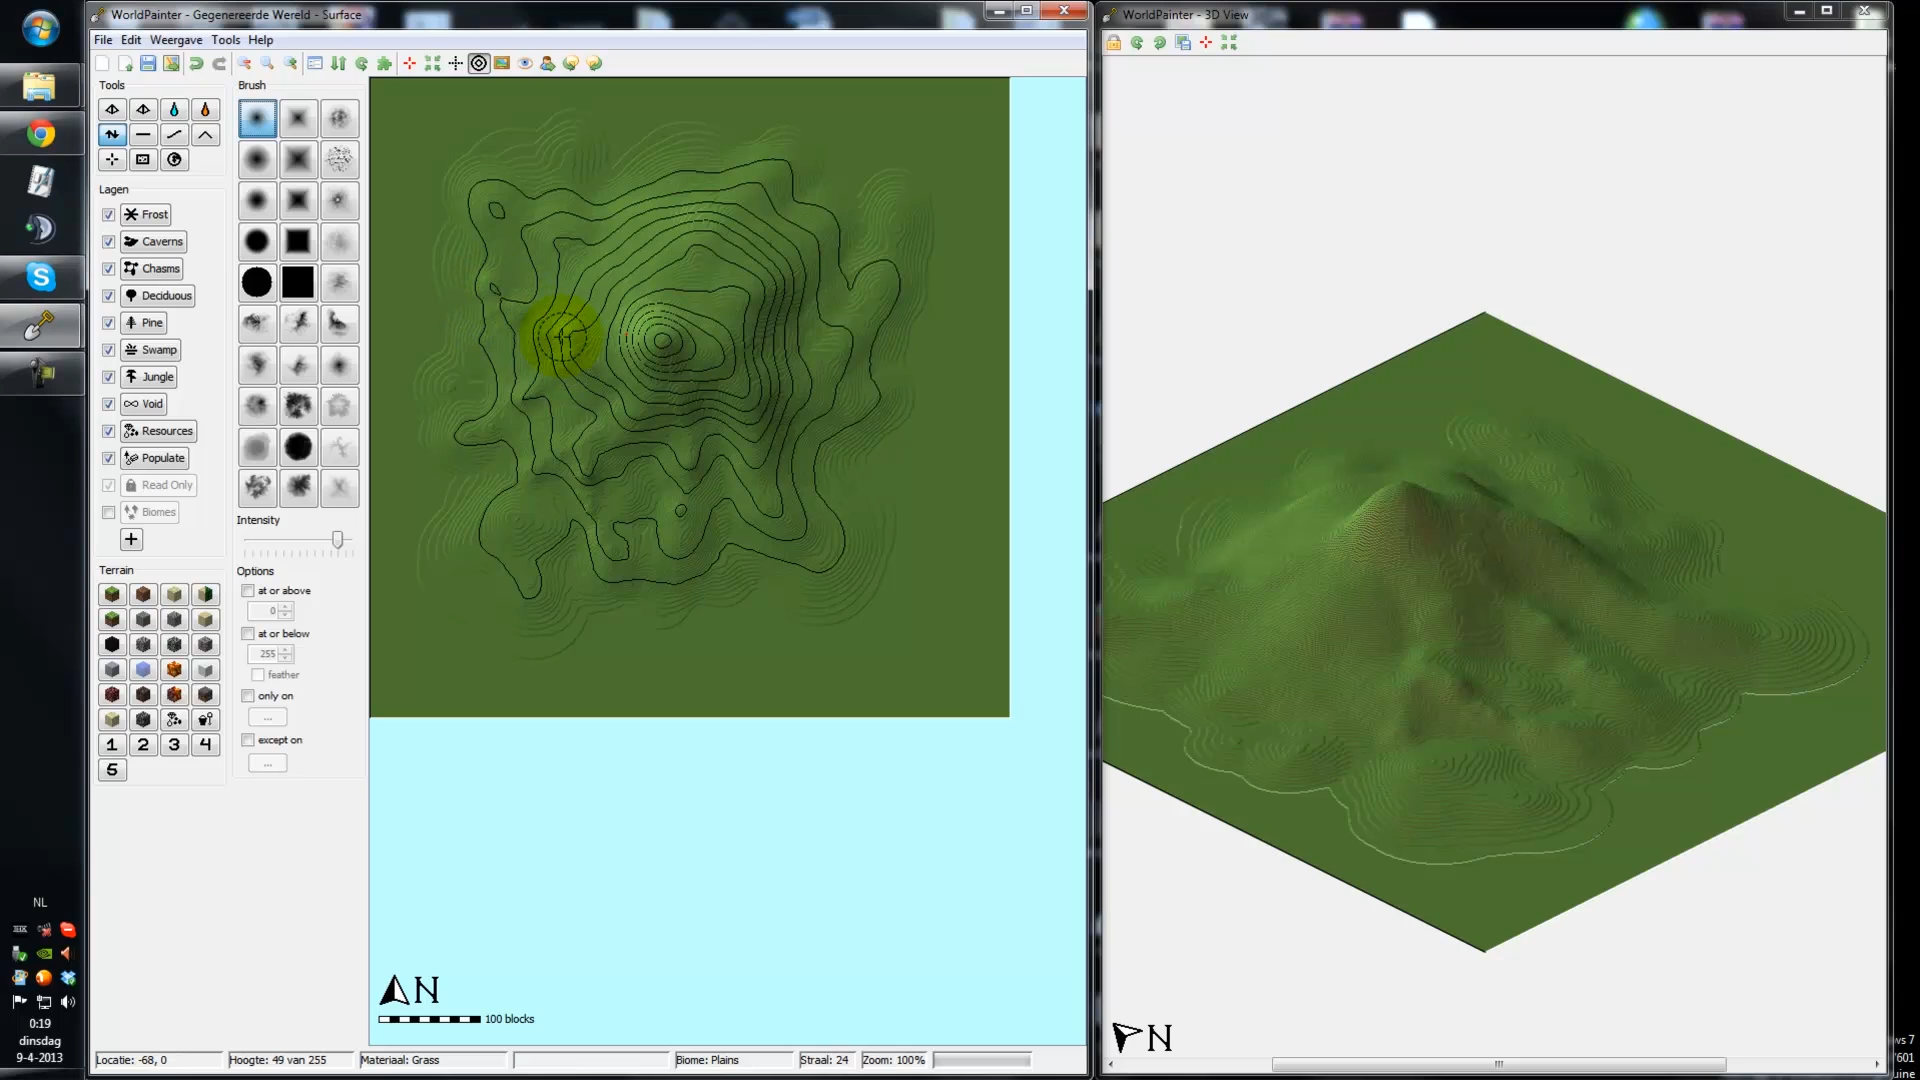 WorldPainter - Gegenereerde Wereld - Surface
File Edit Weergave Tools Help
Tools
Brush
Lagen
Frost
Caverns
Chasms
Deciduous
Pine
Swamp
Jungle
Void
Resources
Populate
Read Only
Biomes
+
Terrain
1 2 3 4
5
Intensity
Options
at or above
0
at or below
255
feather
only on
...
except on
...
N
100 blocks
Locatie: -68, 0
Hoogte: 49 van 255
Materiaal: Grass
Biome: Plains
Straal: 24
Zoom: 100%
WorldPainter - 3D View
N
NL
0:19
dinsdag
9-4-2013